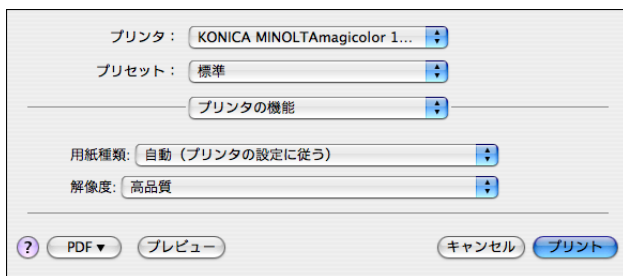 プリンタ： KONICA MINOLTAmagicolor 1...
プリセット： 標準
プリンタの機能
用紙種類: 自動（プリンタの設定に従う）
解像度: 高品質
? PDF▼ プレビュー キャンセル プリント